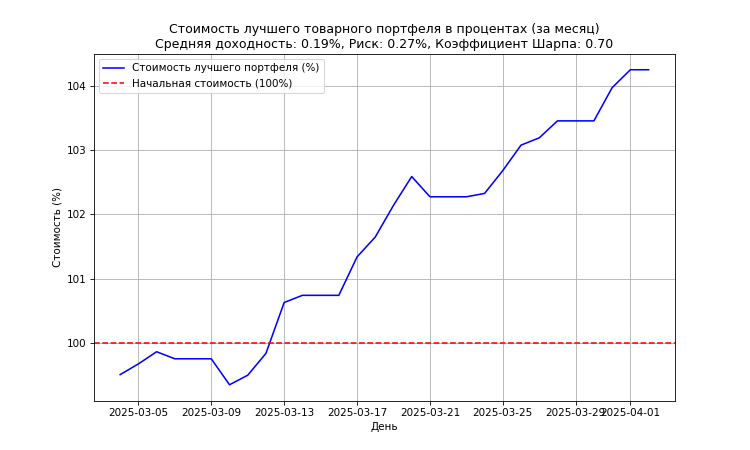 Стоимость лучшего товарного портфеля в процентах (за месяц)
Средняя доходность: 0.19%, Риск: 0.27%, Коэффициент Шарпа: 0.70
Стоимость лучшего портфеля (%)
Начальная стоимость (100%)
Стоимость (%)
104
103
102
101
100
2025-03-05 2025-03-09 2025-03-13 2025-03-17 2025-03-21 2025-03-25 2025-03-29 2025-04-01
День